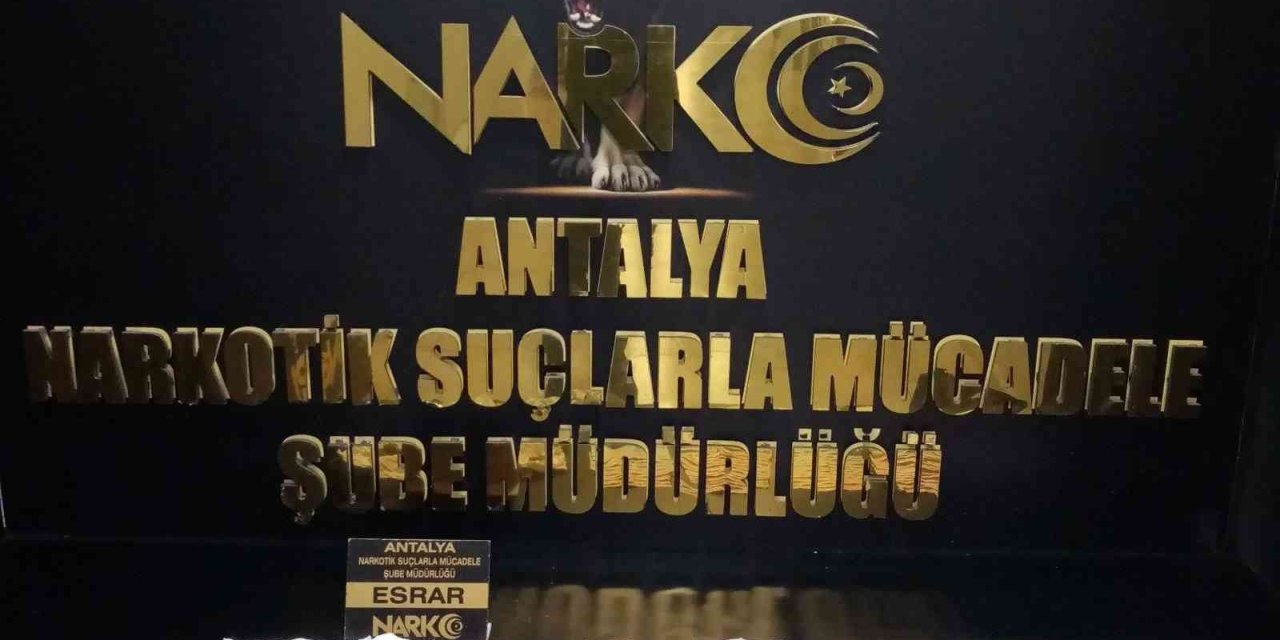 NARKO
ANTALYA
NARKOTİK SUÇLARLA MÜCADELE
ŞUBE MÜDÜRLÜĞÜ
ANTALYA
NARKOTİK SUÇLARLA MÜCADELE
ŞUBE MÜDÜRLÜĞÜ
ESRAR
NARKO